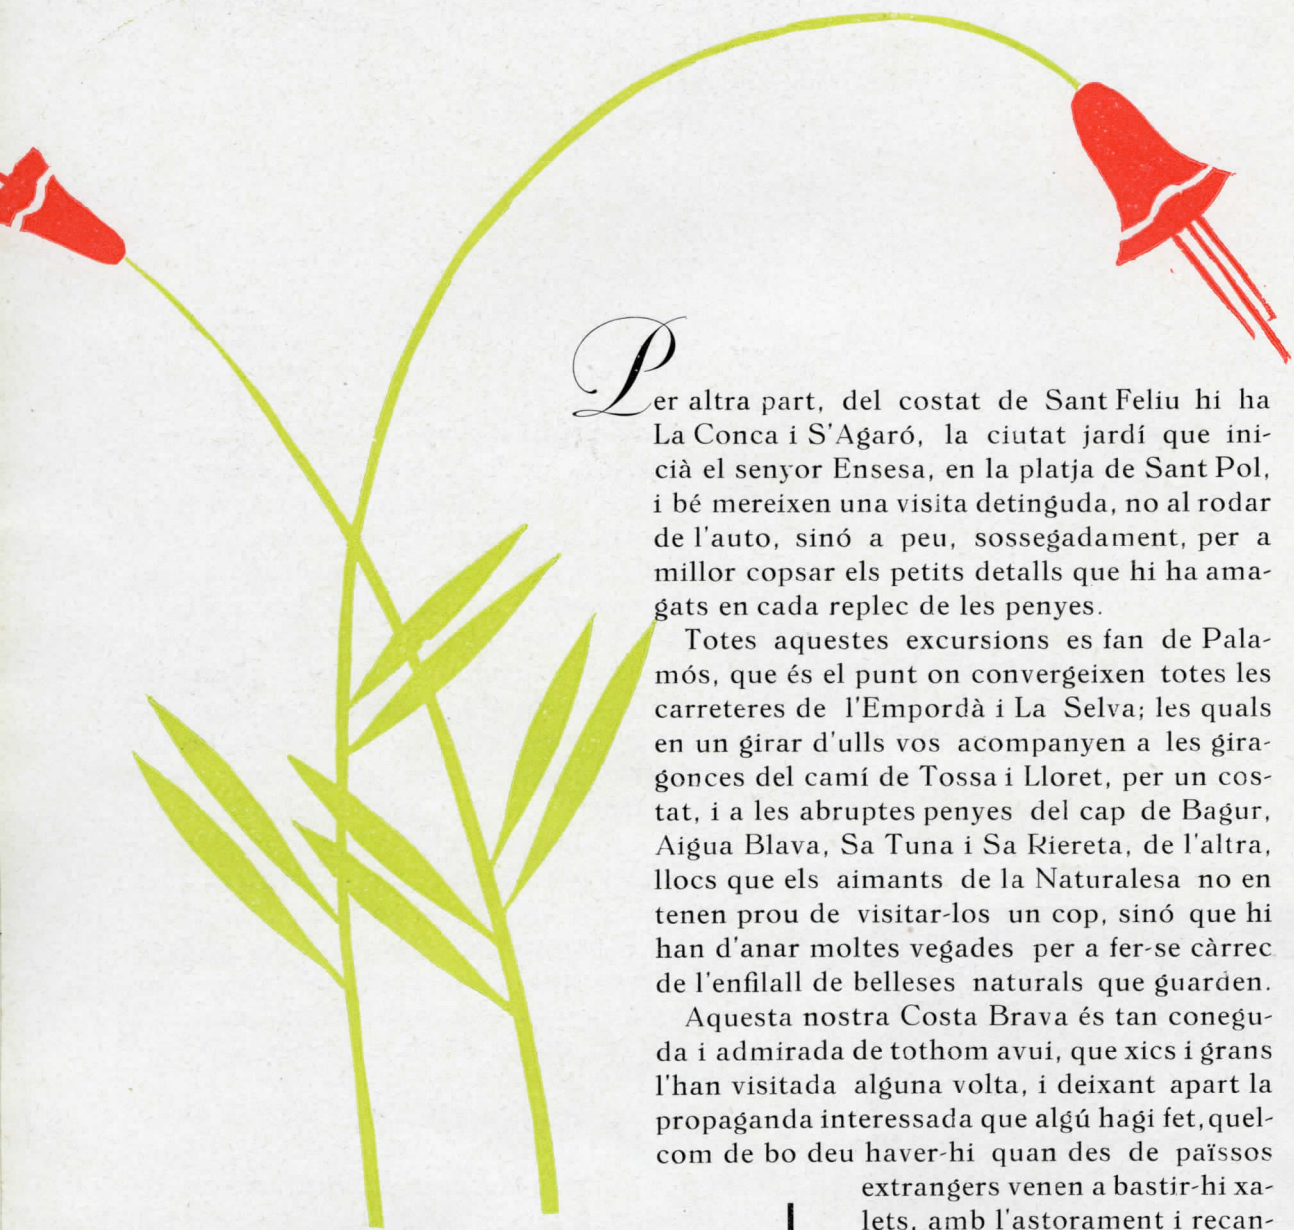 Per altra part, del costat de Sant Feliu hi ha
La Conca i S'Agaró, la ciutat jardí que ini-
cià el senyor Ensesa, en la platja de Sant Pol,
i bé mereixen una visita detinguda, no al rodar
de l'auto, sinó a peu, sossegadament, per a
millor copsar els petits detalls que hi ha ama-
gats en cada replec de les penyes.
Totes aquestes excursions es fan de Pala-
mós, que és el punt on convergeixen totes les
carreteres de l'Empordà i La Selva; les quals
en un girar d'ulls vos acompanyen a les gira-
gonces del camí de Tossa i Lloret, per un cos-
tat, i a les abruptes penyes del cap de Bagur,
Aigua Blava, Sa Tuna i Sa Riereta, de l'altra,
llocs que els aimants de la Naturalesa no en
tenen prou de visitar-los un cop, sinó que hi
han d'anar moltes vegades per a fer-se càrrec
de l'enfilall de belleses naturals que guarden.
Aquesta nostra Costa Brava és tan conegu-
da i admirada de tothom avui, que xics i grans
l'han visitada alguna volta, i deixant apart la
propaganda interessada que algú hagi fet, quel-
com de bo deu haver-hi quan des de països
extrangers venen a bastir-hi xa-
lets, amb l'astorament i recan-